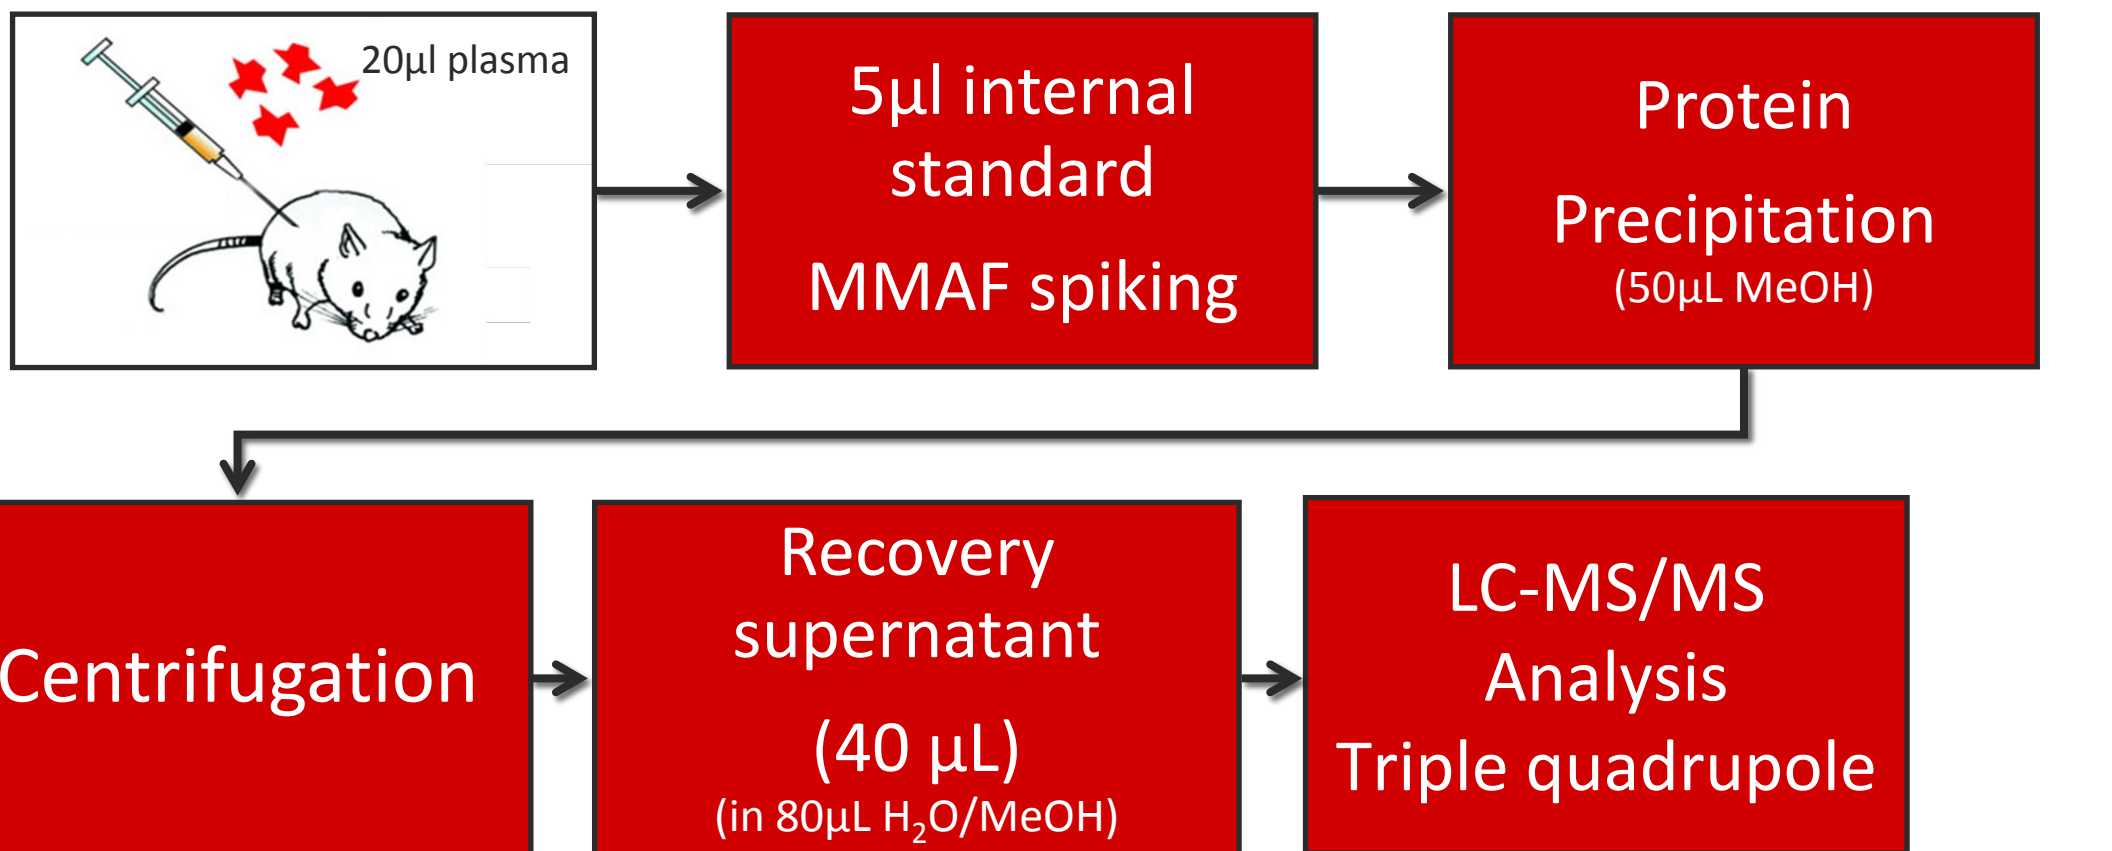 20µl plasma
5µl internal
standard
MMAF spiking
Protein
Precipitation
(50µL MeOH)
Centrifugation
Recovery
supernatant
(40 µL)
(in 80µL H₂O/MeOH)
LC-MS/MS
Analysis
Triple quadrupole